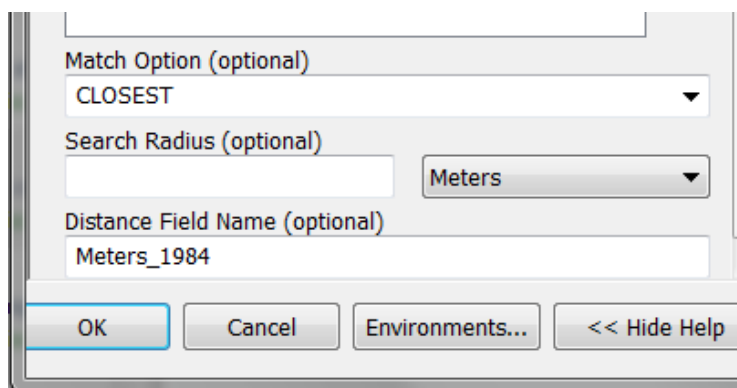 Match Option (optional)
CLOSEST
Search Radius (optional)
Meters
Distance Field Name (optional)
Meters_1984
OK Cancel Environments... << Hide Help